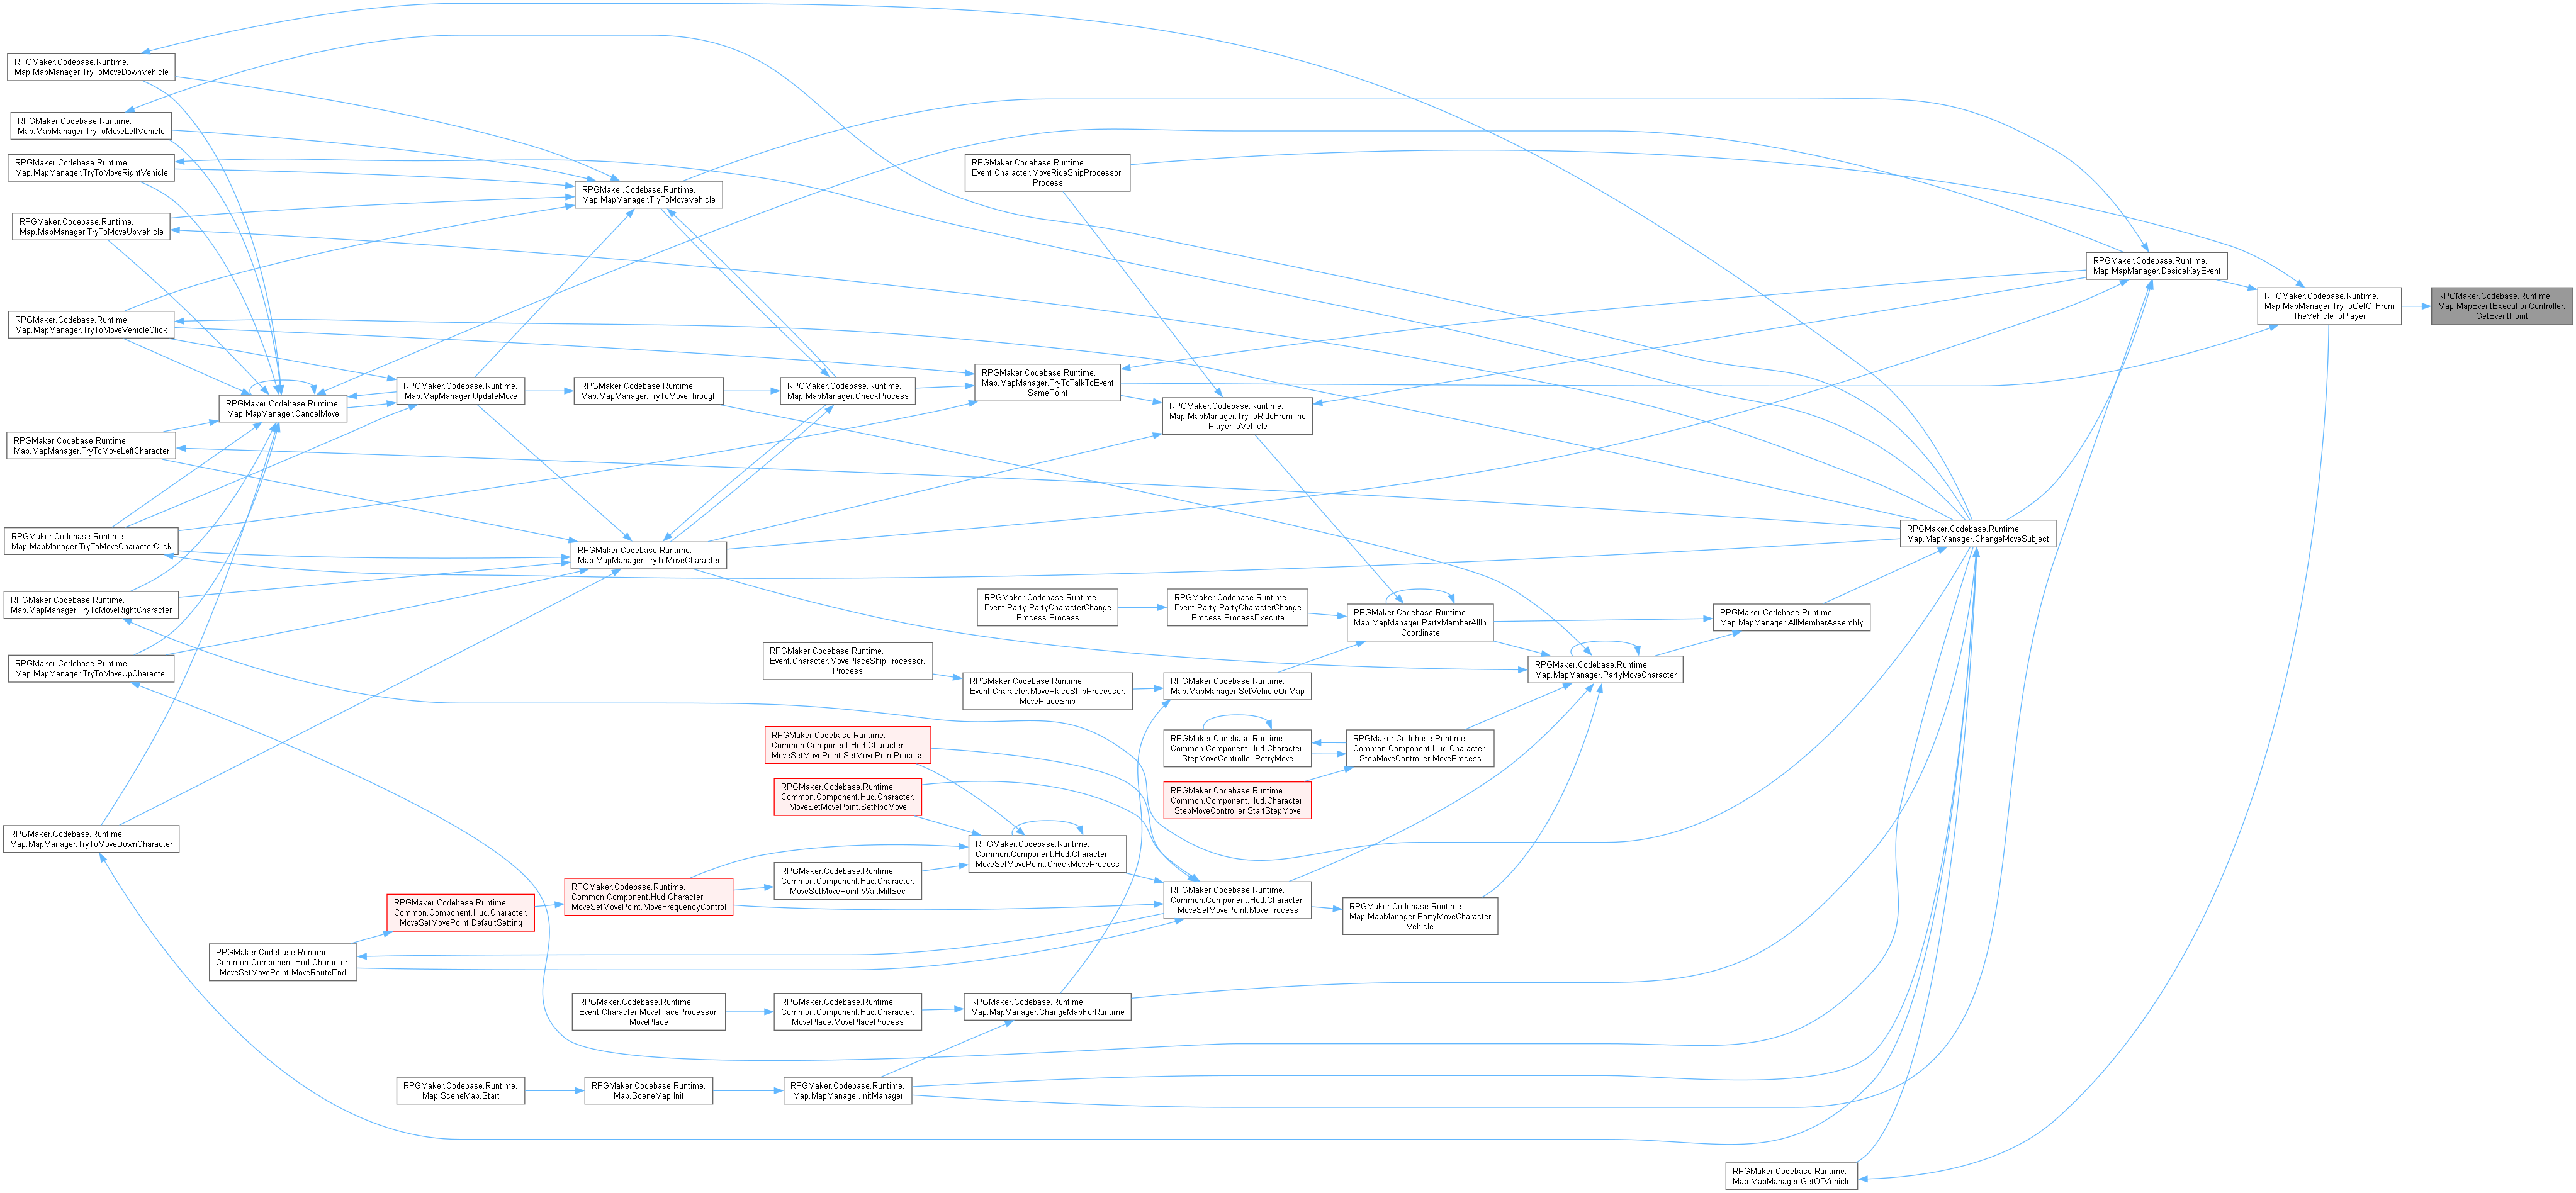 RPGMaker.Codebase.Runtime.
Map.MapManager.TryToMoveDownVehicle
RPGMaker.Codebase.Runtime.
Map.MapManager.TryToMoveLeftVehicle
RPGMaker.Codebase.Runtime.
Map.MapManager.TryToMoveRightVehicle
RPGMaker.Codebase.Runtime.
Map.MapManager.TryToMoveUpVehicle
RPGMaker.Codebase.Runtime.
Map.MapManager.TryToMoveVehicleClick
RPGMaker.Codebase.Runtime.
Map.MapManager.TryToMoveLeftCharacter
RPGMaker.Codebase.Runtime.
Map.MapManager.TryToMoveCharacterClick
RPGMaker.Codebase.Runtime.
Map.MapManager.TryToMoveRightCharacter
RPGMaker.Codebase.Runtime.
Map.MapManager.TryToMoveUpCharacter
RPGMaker.Codebase.Runtime.
Map.MapManager.TryToMoveDownCharacter
RPGMaker.Codebase.Runtime.
Map.MapManager.CancelMove
RPGMaker.Codebase.Runtime.
Common.Component.Hud.Character.
MoveSetMovePoint.MoveRouteEnd
RPGMaker.Codebase.Runtime.
Map.MapManager.UpdateMove
RPGMaker.Codebase.Runtime.
Common.Component.Hud.Character.
MoveSetMovePoint.DefaultSetting
RPGMaker.Codebase.Runtime.
Map.SceneMap.Start
RPGMaker.Codebase.Runtime.
Map.MapManager.TryToMoveVehicle
RPGMaker.Codebase.Runtime.
Map.MapManager.TryToMoveThrough
RPGMaker.Codebase.Runtime.
Map.MapManager.TryToMoveCharacter
RPGMaker.Codebase.Runtime.
Common.Component.Hud.Character.
MoveSetMovePoint.MoveFrequencyControl
RPGMaker.Codebase.Runtime.
Event.Character.MovePlaceProcessor.
MovePlace
RPGMaker.Codebase.Runtime.
Map.SceneMap.Init
RPGMaker.Codebase.Runtime.
Map.MapManager.CheckProcess
RPGMaker.Codebase.Runtime.
Event.Character.MovePlaceShipProcessor.
Process
RPGMaker.Codebase.Runtime.
Common.Component.Hud.Character.
MoveSetMovePoint.SetMovePointProcess
RPGMaker.Codebase.Runtime.
Common.Component.Hud.Character.
MoveSetMovePoint.SetNpcMove
RPGMaker.Codebase.Runtime.
Common.Component.Hud.Character.
MoveSetMovePoint.WaitMillSec
RPGMaker.Codebase.Runtime.
Common.Component.Hud.Character.
MovePlace.MovePlaceProcess
RPGMaker.Codebase.Runtime.
Map.MapManager.InitManager
RPGMaker.Codebase.Runtime.
Event.Character.MoveRideShipProcessor.
Process
RPGMaker.Codebase.Runtime.
Map.MapManager.TryToTalkToEvent
SamePoint
RPGMaker.Codebase.Runtime.
Event.Party.PartyCharacterChange
Process.Process
RPGMaker.Codebase.Runtime.
Event.Character.MovePlaceShipProcessor.
MovePlaceShip
RPGMaker.Codebase.Runtime.
Common.Component.Hud.Character.
MoveSetMovePoint.CheckMoveProcess
RPGMaker.Codebase.Runtime.
Map.MapManager.ChangeMapForRuntime
RPGMaker.Codebase.Runtime.
Map.MapManager.TryToRideFromThe
PlayerToVehicle
RPGMaker.Codebase.Runtime.
Event.Party.PartyCharacterChange
Process.ProcessExecute
RPGMaker.Codebase.Runtime.
Map.MapManager.SetVehicleOnMap
RPGMaker.Codebase.Runtime.
Common.Component.Hud.Character.
StepMoveController.RetryMove
RPGMaker.Codebase.Runtime.
Common.Component.Hud.Character.
StepMoveController.StartStepMove
RPGMaker.Codebase.Runtime.
Common.Component.Hud.Character.
MoveSetMovePoint.MoveProcess
RPGMaker.Codebase.Runtime.
Map.MapManager.PartyMemberAllIn
Coordinate
RPGMaker.Codebase.Runtime.
Common.Component.Hud.Character.
StepMoveController.MoveProcess
RPGMaker.Codebase.Runtime.
Map.MapManager.PartyMoveCharacter
Vehicle
RPGMaker.Codebase.Runtime.
Map.MapManager.PartyMoveCharacter
RPGMaker.Codebase.Runtime.
Map.MapManager.AllMemberAssembly
RPGMaker.Codebase.Runtime.
Map.MapManager.GetOffVehicle
RPGMaker.Codebase.Runtime.
Map.MapManager.ChangeMoveSubject
RPGMaker.Codebase.Runtime.
Map.MapManager.DesiceKeyEvent
RPGMaker.Codebase.Runtime.
Map.MapManager.TryToGetOffFrom
TheVehicleToPlayer
RPGMaker.Codebase.Runtime.
Map.MapEventExecutionController.
GetEventPoint